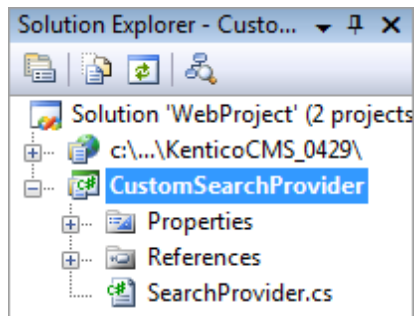 Solution Explorer - Custo...
Solution 'WebProject' (2 projects
c:\...\KenticoCMS_0429\
CustomSearchProvider
Properties
References
SearchProvider.cs